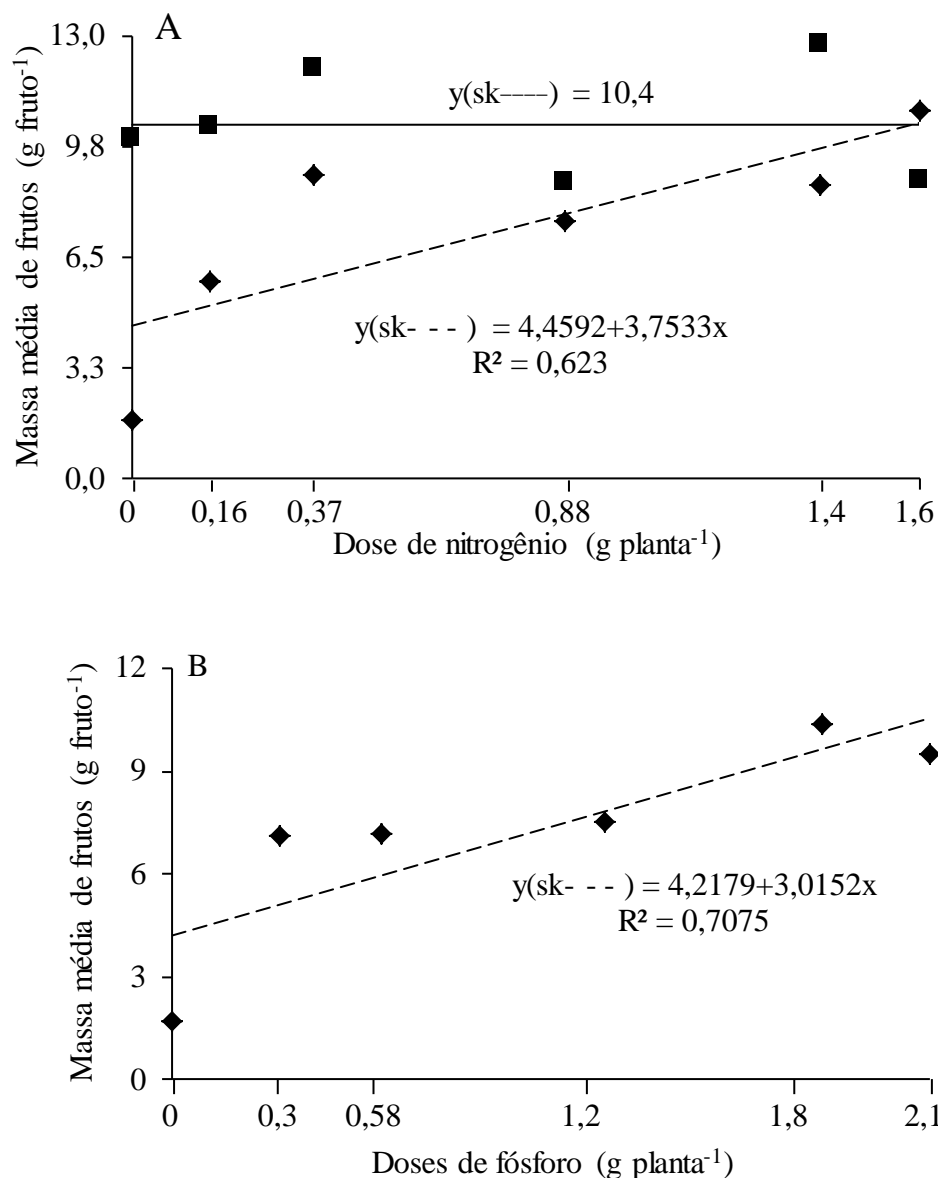 A
Massa média de frutos (g fruto⁻¹)
13,0
9,8
6,5
3,3
0,0
y(sk----) = 10,4
y(sk- - - ) = 4,4592+3,7533x
R² = 0,623
0 0,16 0,37 0,88 1,4 1,6
Dose de nitrogênio (g planta⁻¹)
B
Massa média de frutos (g fruto⁻¹)
12
9
6
3
0
y(sk- - - ) = 4,2179+3,0152x
R² = 0,7075
0 0,3 0,58 1,2 1,8 2,1
Doses de fósforo (g planta⁻¹)